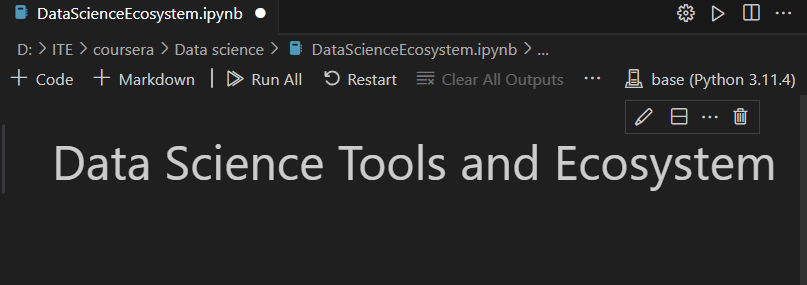 DataScienceEcosystem.ipynb
D: > ITE > coursera > Data science > DataScienceEcosystem.ipynb > ...
+ Code + Markdown | Run All Restart Clear All Outputs ... base (Python 3.11.4)
Data Science Tools and Ecosystem